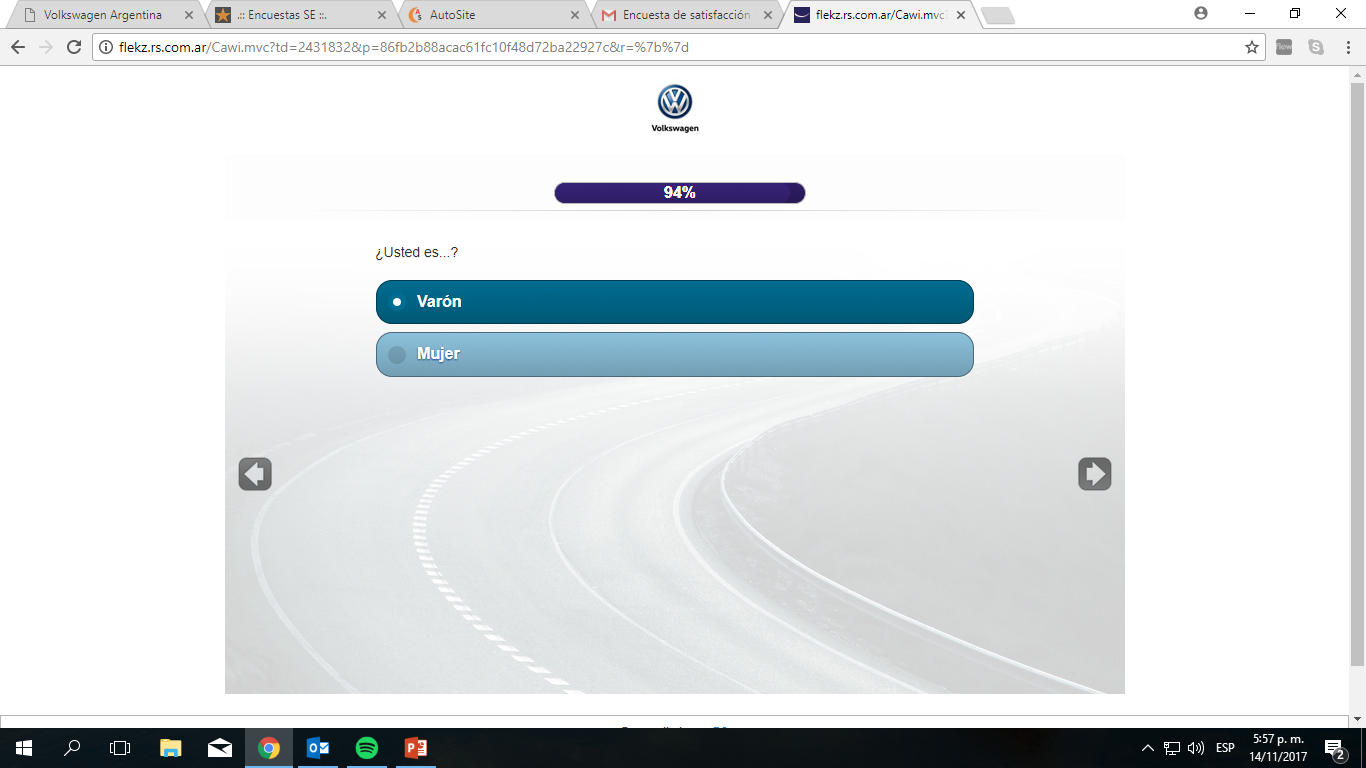 Volkswagen Argentina
.:: Encuestas SE ::.
AutoSite
Encuesta de satisfacción
flekz.rs.com.ar/Cawi.mvc
flekz.rs.com.ar/Cawi.mvc?td=2431832&p=86fb2b88acac61fc10f48d72ba22927c&r=%7b%7d
flow
Volkswagen
94%
¿Usted es...?
Varón
Mujer
ESP
5:57 p. m.
14/11/2017
2